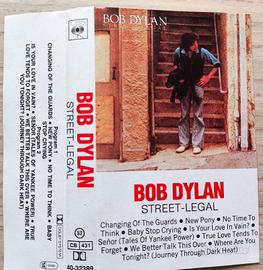 BOB DYLAN
STREET-LEGAL
CHANGING OF THE GUARDS • NEW PONY • NO TIME TO THINK • BABY
STOP CRYING
Program 2
IS YOUR LOVE IN VAIN? • SEÑOR (TALES OF YANKEE POWER) • TRUE
LOVE TENDS TO FORGET • WE BETTER TALK THIS OVER • WHERE ARE
YOU TONIGHT? (JOURNEY THROUGH DARK HEAT)
BOB DYLAN
STREET-LEGAL
CB 431
40-32389
BOB DYLAN
STREET-LEGAL
Changing Of The Guards • New Pony • No Time To
Think • Baby Stop Crying • Is Your Love In Vain? •
Señor (Tales Of Yankee Power) • True Love Tends To
Forget • We Better Talk This Over • Where Are You
Tonight? (Journey Through Dark Heat)